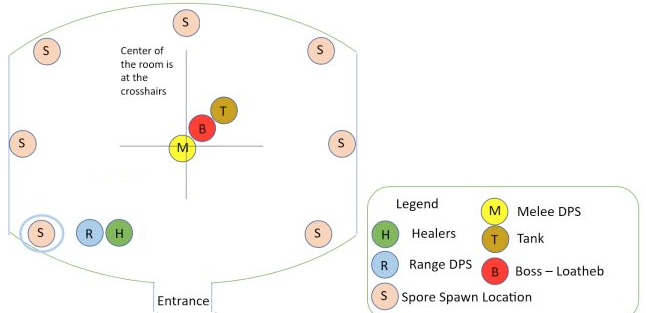 S
S
S
Center of
the room is
at the
crosshairs
T
B
M
S
S
S
R
H
S
Entrance
Legend
M
Melee DPS
H
Healers
T
Tank
R
Range DPS
B
Boss – Loatheb
S
Spore Spawn Location